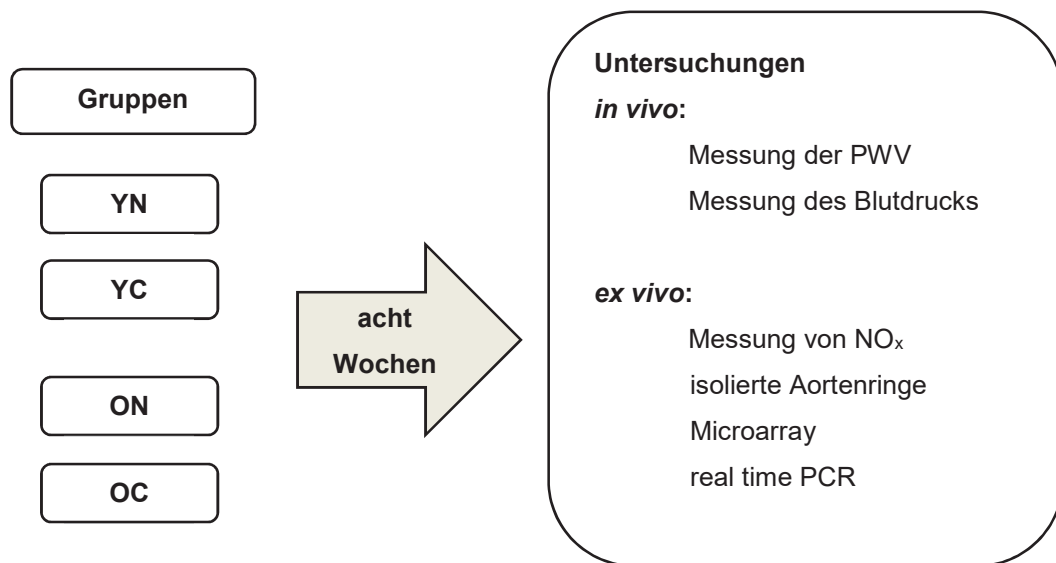 Gruppen
YN
YC
ON
OC
acht
Wochen
Untersuchungen
in vivo:
Messung der PWV
Messung des Blutdrucks
ex vivo:
Messung von NOₓ
isolierte Aortenringe
Microarray
real time PCR